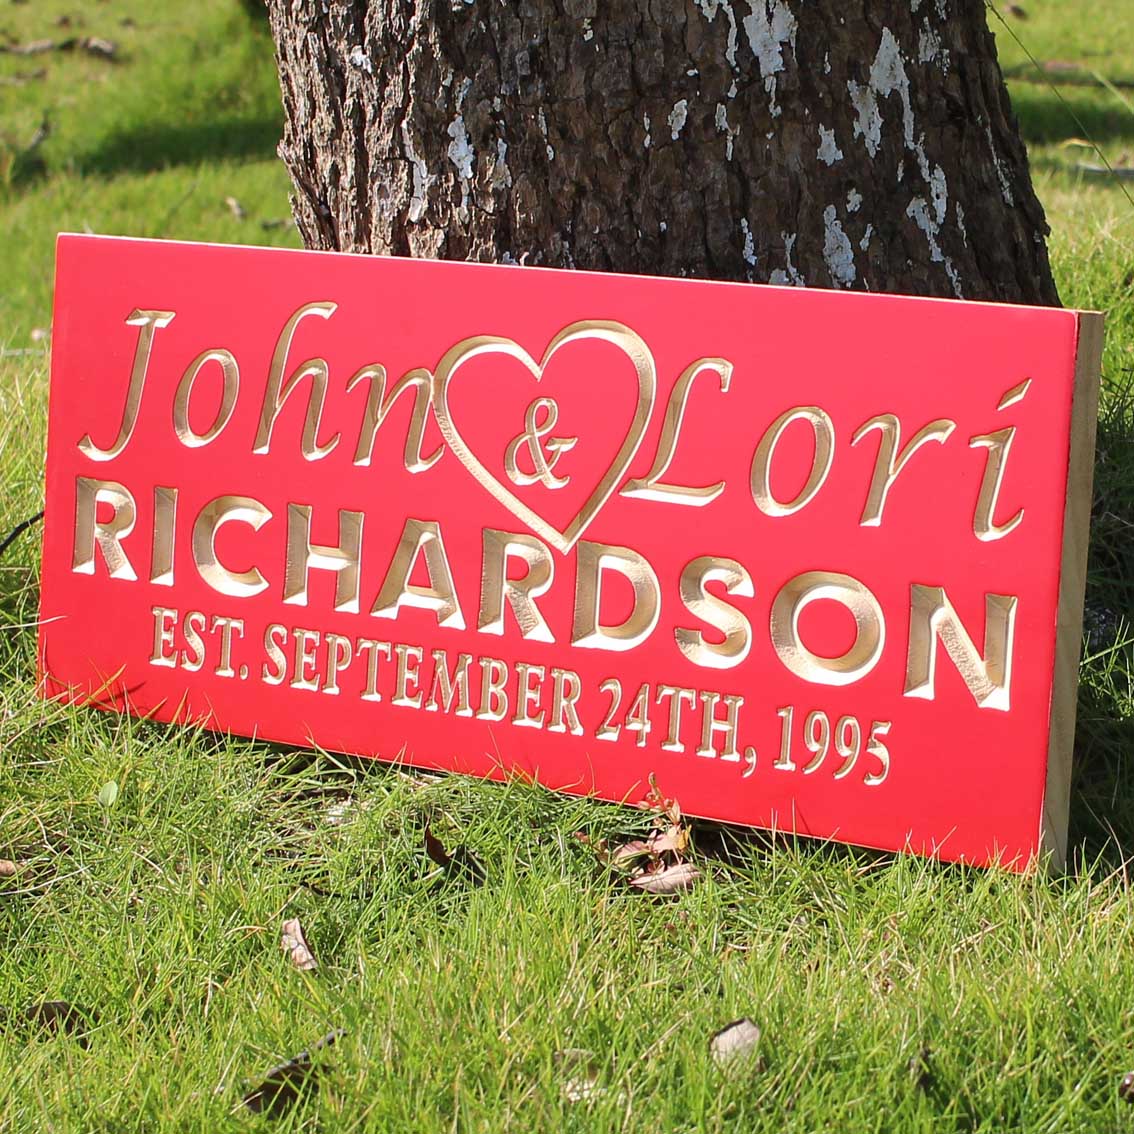 John & Lori
RICHARDSON
EST. SEPTEMBER 24TH, 1995